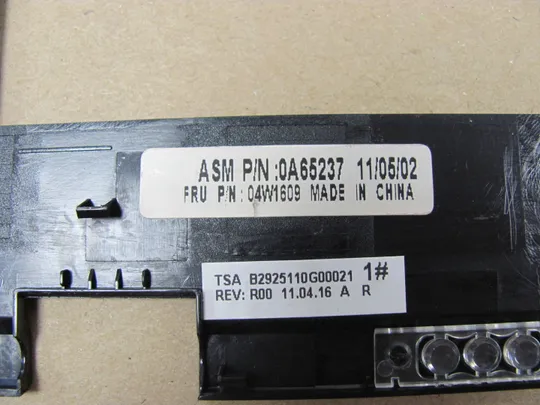 ASM P/N :0A65237 11/05/02
FRU P/N: 04W1609 MADE IN CHINA
TSA B2925110G00021 1#
REV: R00 11.04.16 A R